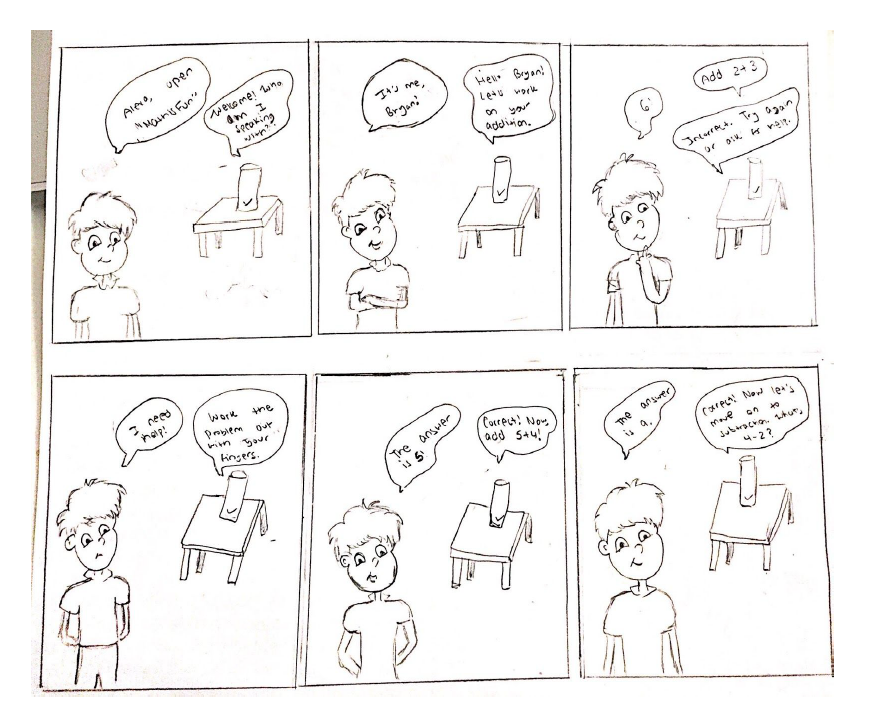 Alexa, open
"Math is Fun"
Welcome! Who
am I
speaking
with?
It's me,
Bryan!
Hello Bryan!
Let's work
on your
addition.
Add 2+3
6
Incorrect. Try again
or ask for help.
I need
help!
Work the
problem out
with your
fingers.
The answer
is 5.
Correct! Now
add 5+4!
The answer
is 9.
Correct! Now let's
move on to
subtraction. What's
4-2?